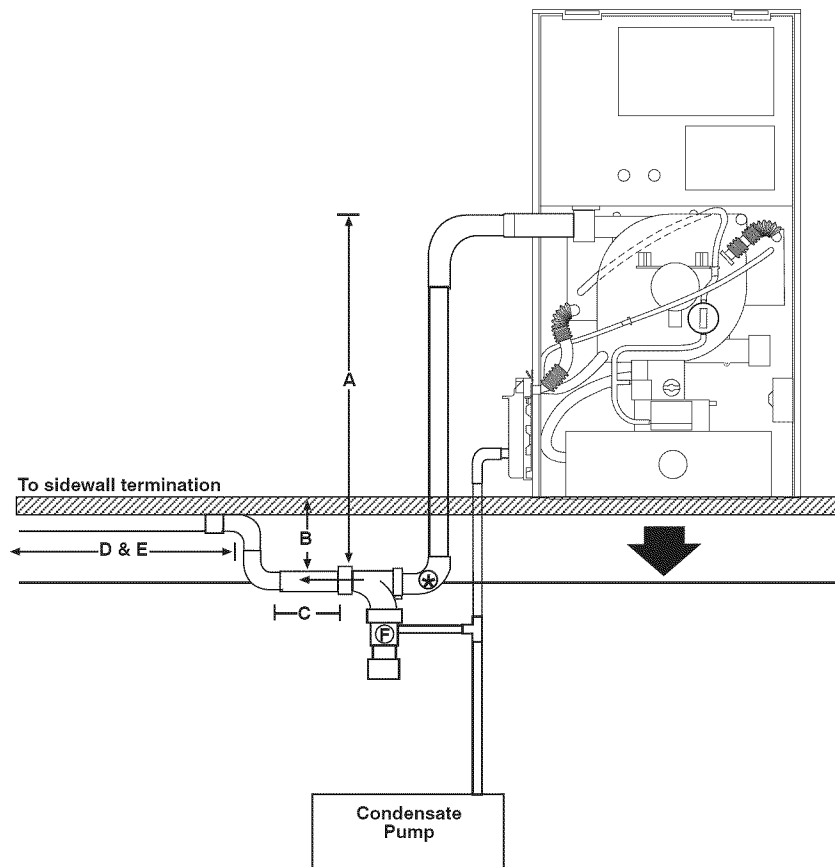 A
To sidewall termination
B
D & E
*
C
F
Condensate
Pump